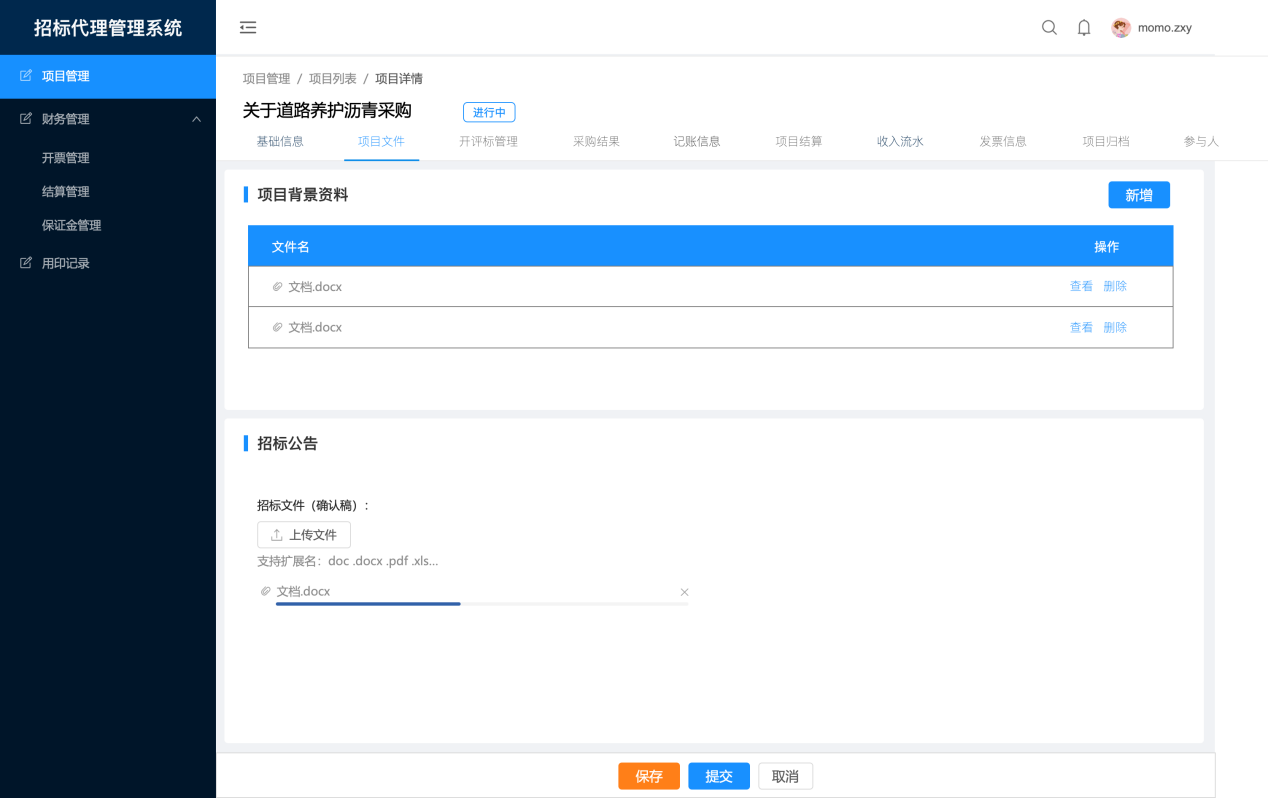 招标代理管理系统
momo.zxy
项目管理
财务管理
开票管理
结算管理
保证金管理
用印记录
项目管理 / 项目列表 / 项目详情
关于道路养护沥青采购 进行中
基础信息 项目文件 开评标管理 采购结果 记账信息 项目结算 收入流水 发票信息 项目归档 参与人
项目背景资料 新增
文件名 操作
文档.docx 查看 删除
文档.docx 查看 删除
招标公告
招标文件（确认稿）:
上传文件
支持扩展名：doc .docx .pdf .xls...
文档.docx
保存 提交 取消